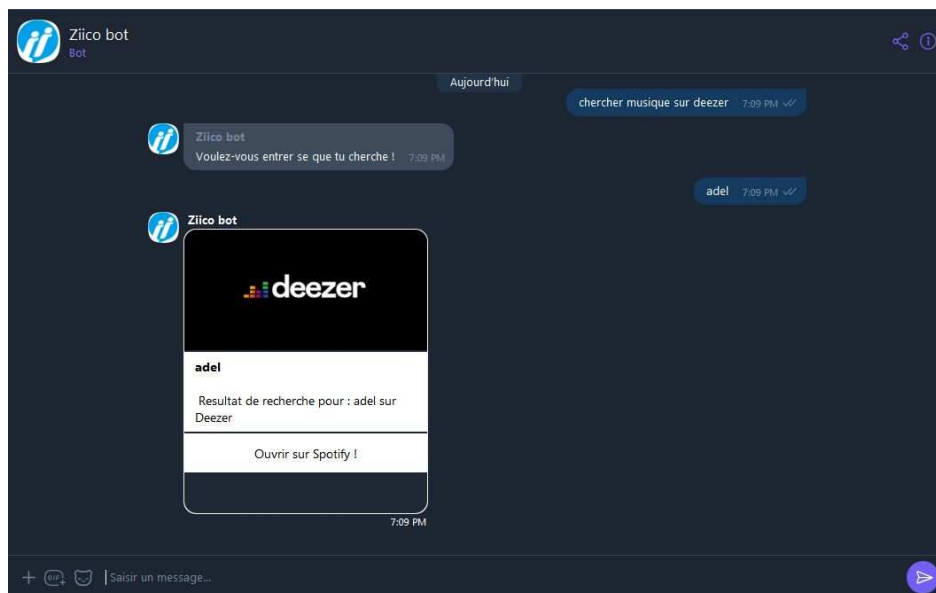 Ziico bot
Bot
Aujourd'hui
chercher musique sur deezer 7:09 PM
Ziico bot
Voulez-vous entrer se que tu cherche ! 7:09 PM
adel 7:09 PM
Ziico bot
deezer
adel
Resultat de recherche pour : adel sur
Deezer
Ouvrir sur Spotify !
7:09 PM
GIF
Saisir un message...